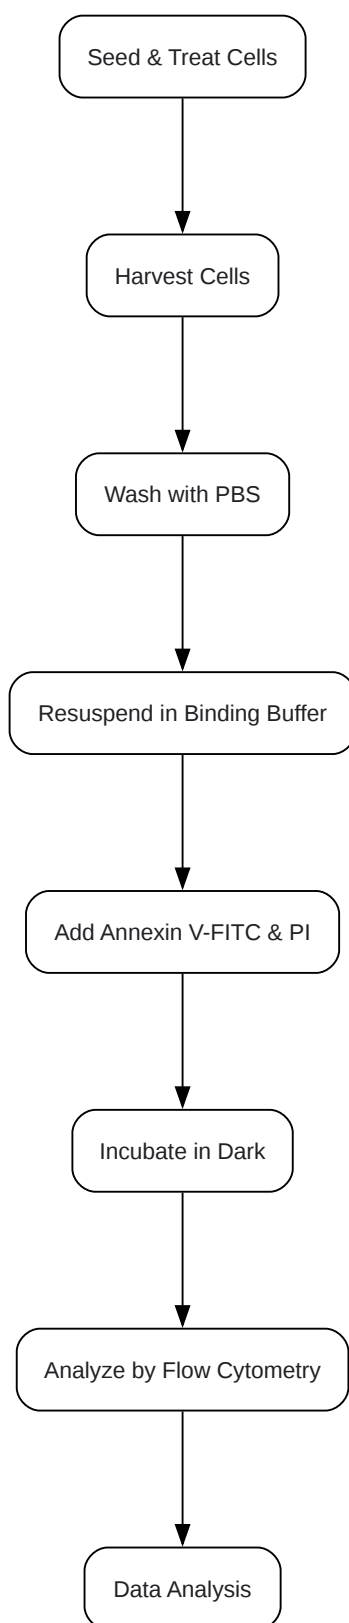 Seed & Treat Cells
Harvest Cells
Wash with PBS
Resuspend in Binding Buffer
Add Annexin V-FITC & PI
Incubate in Dark
Analyze by Flow Cytometry
Data Analysis